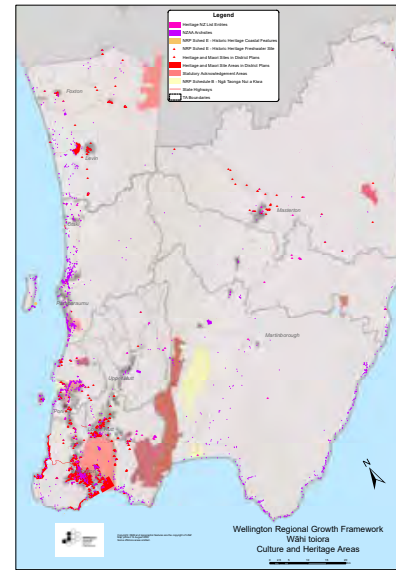 Legend
Heritage NZ List Entries
NZAA Archsites
NRP Sched E - Historic Heritage Coastal Features
NRP Sched E - Historic Heritage Freshwater Site
Heritage and Maori Sites in District Plans
Heritage and Maori Site Areas in District Plans
Statutory Acknowledgement Areas
NRP Schedule B - Ngā Taonga Nui a Kiwa
State Highways
TA Boundaries
Foxton
Levin
Masterton
Martinborough
N
Wellington Regional Growth Framework
Wāhi toiora
Culture and Heritage Areas